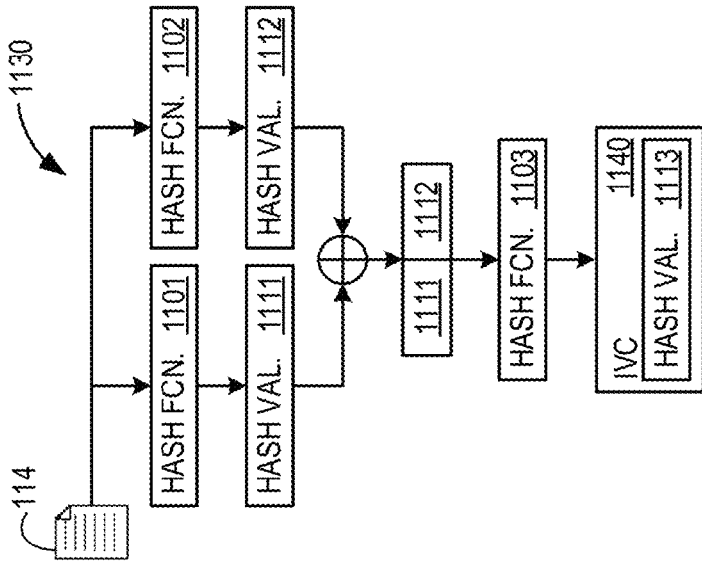 1130
114
HASH FCN. 1101
HASH FCN. 1102
HASH VAL. 1111
HASH VAL. 1112
1111 1112
HASH FCN. 1103
IVC 1140
HASH VAL. 1113